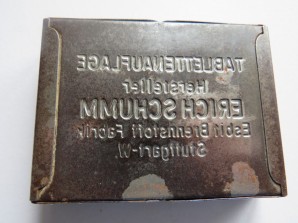 TABLETTENAUFLAGE
Hersteller
ERICH SCHUMM
Esbit Brennstoff Fabrik
Stuttgart-W.